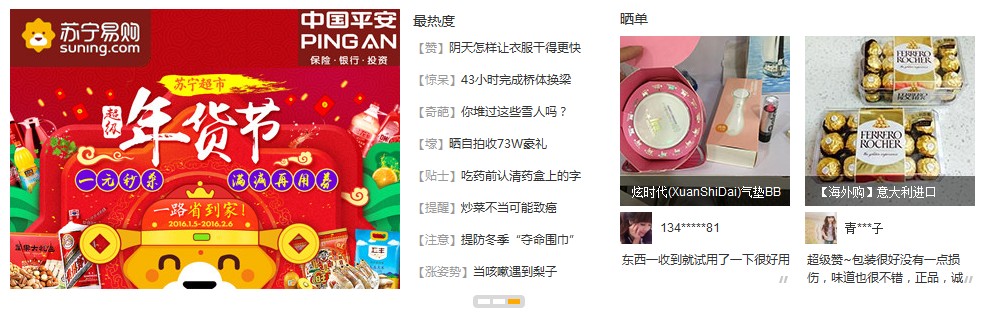 苏宁易购
suning.com
中国平安
PING AN
保险·银行·投资
苏宁超市
超级
年货节
一元秒杀
满减再用券
一路省到家!
2016.1.5-2016.2.6
最热度
[赞] 阴天怎样让衣服干得更快
[惊呆] 43小时完成桥体换梁
[奇葩] 你堆过这些雪人吗？
[壕] 晒自拍收73W豪礼
[贴士] 吃药前认清药盒上的字
[提醒] 炒菜不当可能致癌
[注意] 提防冬季“夺命围巾”
[涨姿势] 当咳嗽遇到梨子
晒单
炫时代(XuanShiDai)气垫BB
134*****81
东西一收到就试用了一下很好用
”
FERRERO
ROCHER
FERRERO
ROCHER
FERRERO
ROCHER
【海外购】意大利进口
青***子
超级赞~包装很好没有一点损
伤，味道也很不错，正品，诚
”